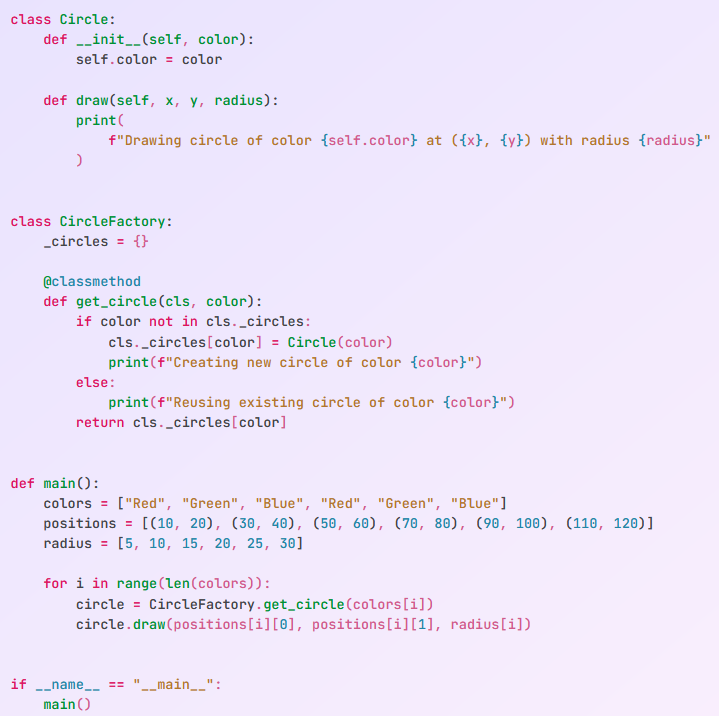 class Circle:
    def __init__(self, color):
        self.color = color

    def draw(self, x, y, radius):
        print(
            f"Drawing circle of color {self.color} at ({x}, {y}) with radius {radius}"
        )


class CircleFactory:
    _circles = {}

    @classmethod
    def get_circle(cls, color):
        if color not in cls._circles:
            cls._circles[color] = Circle(color)
            print(f"Creating new circle of color {color}")
        else:
            print(f"Reusing existing circle of color {color}")
        return cls._circles[color]


def main():
    colors = ["Red", "Green", "Blue", "Red", "Green", "Blue"]
    positions = [(10, 20), (30, 40), (50, 60), (70, 80), (90, 100), (110, 120)]
    radius = [5, 10, 15, 20, 25, 30]

    for i in range(len(colors)):
        circle = CircleFactory.get_circle(colors[i])
        circle.draw(positions[i][0], positions[i][1], radius[i])


if __name__ == "__main__":
    main()